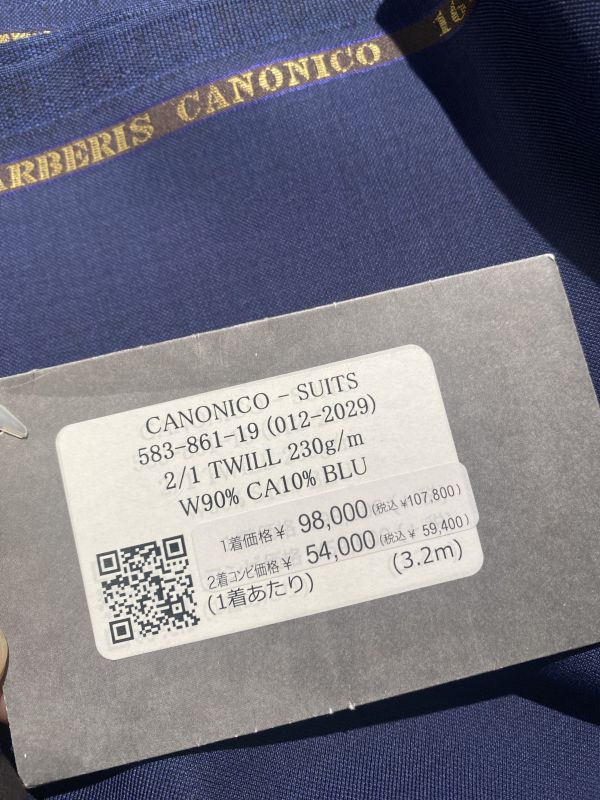 ARBERIS CANONICO
CANONICO - SUITS
583-861-19 (012-2029)
2/1 TWILL 230g/m
W90% CA10% BLU
1着価格¥ 98,000 (税込 ¥107,800)
2着コンビ価格¥ 54,000 (税込 ¥ 59,400)
(1着あたり) (3.2m)